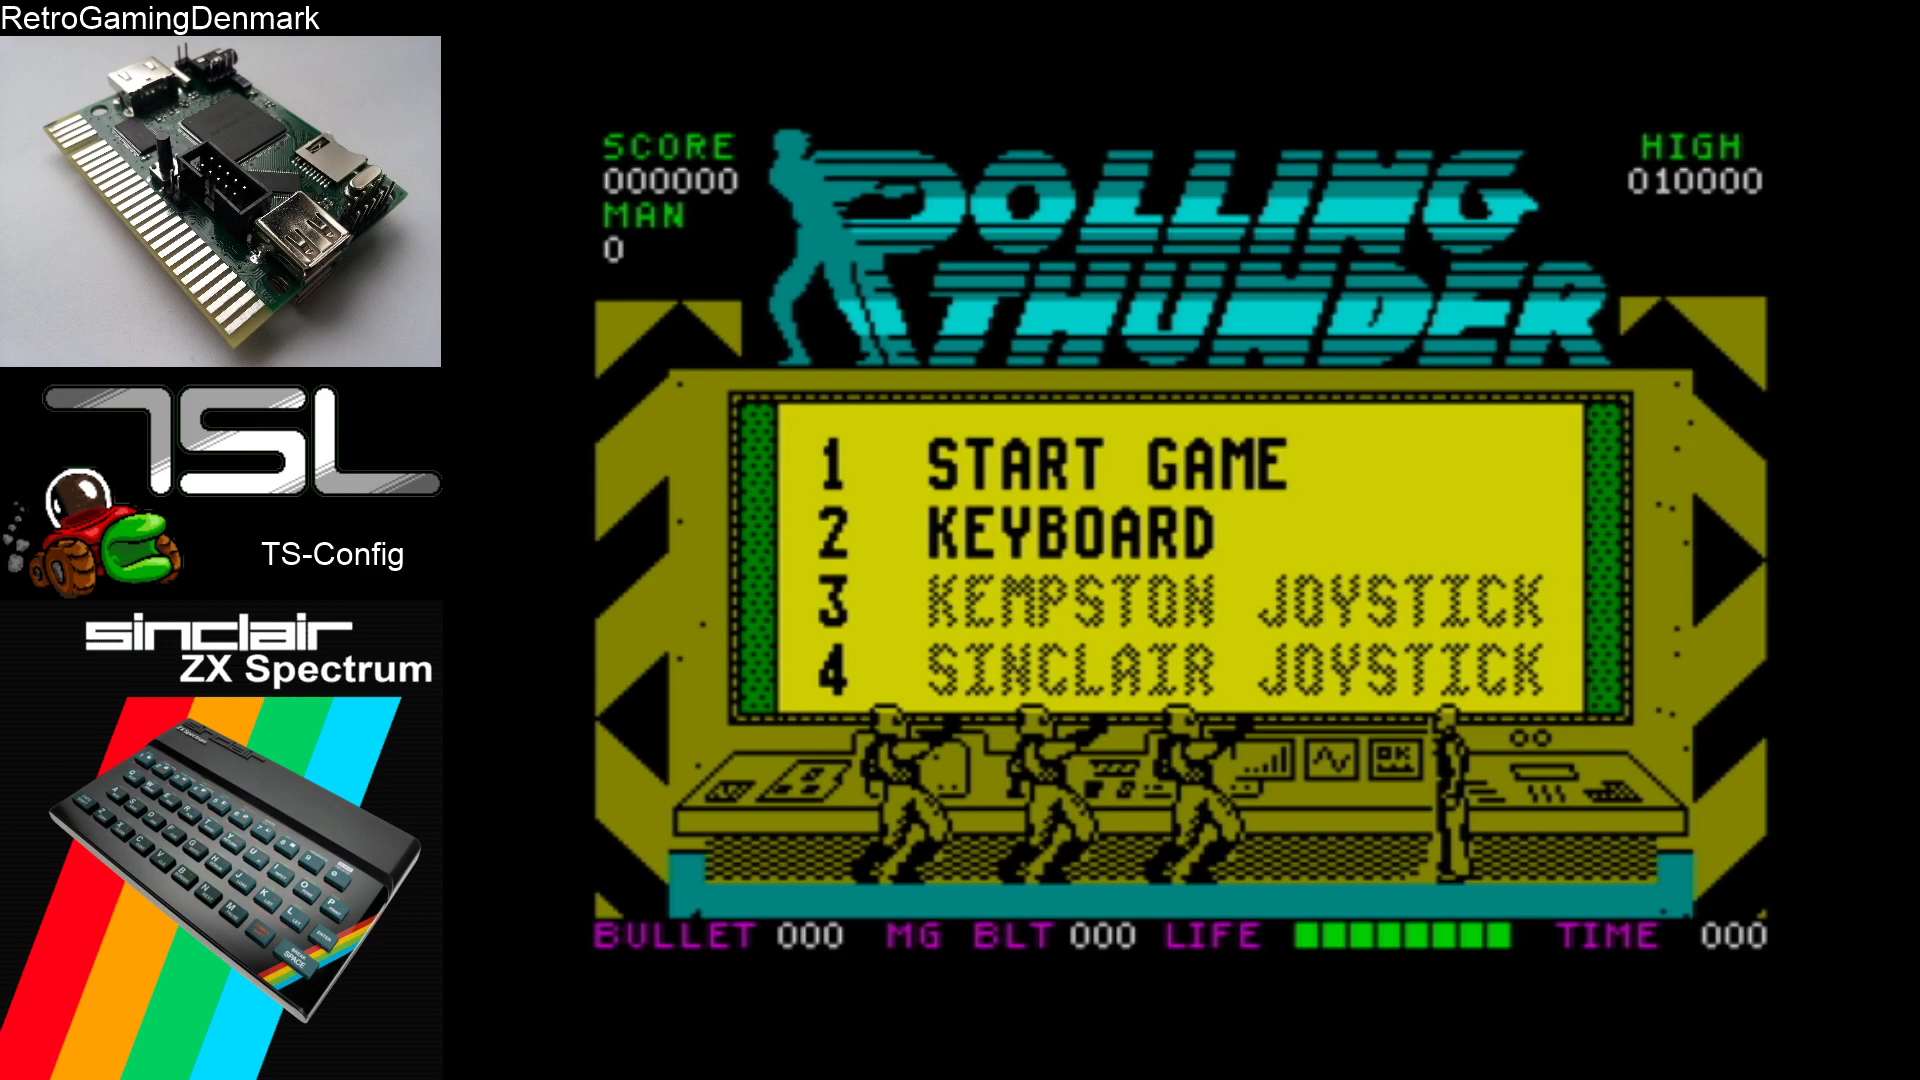 RetroGamingDenmark
TSL
TS-Config
sinclair
ZX Spectrum
SCORE
000000
MAN
0
ROLLING
THUNDER
HIGH
010000
1 START GAME
2 KEYBOARD
3 KEMPSTON JOYSTICK
4 SINCLAIR JOYSTICK
OK
BULLET 000 MG BLT 000 LIFE TIME 000